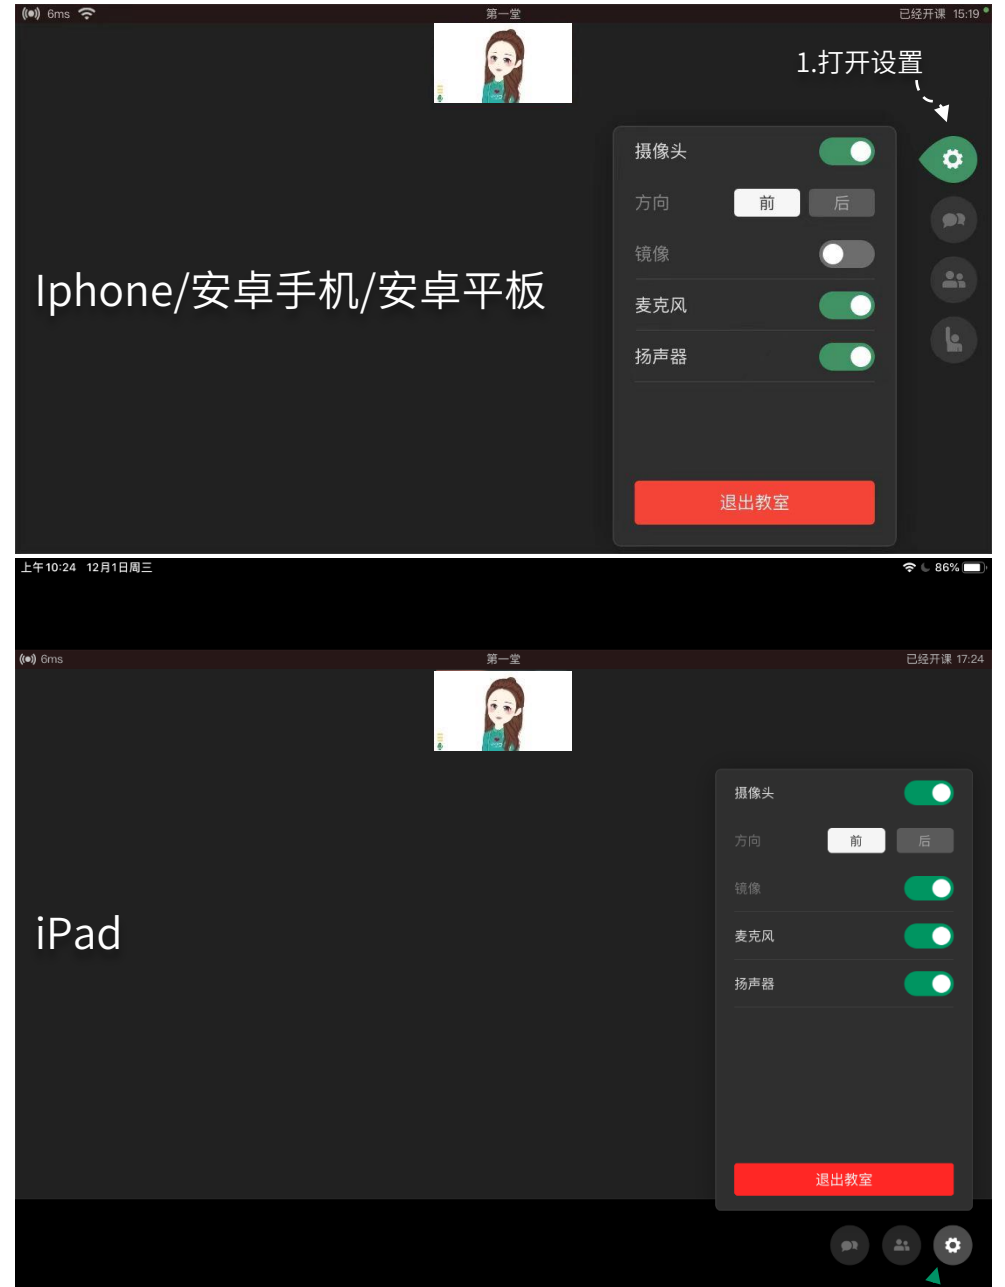 6ms
第一堂
已经开课 15:19
1.打开设置
摄像头
方向 前 后
镜像
Iphone/安卓手机/安卓平板
麦克风
扬声器
退出教室
上午10:24 12月1日周三
86%
6ms
第一堂
已经开课 17:24
摄像头
方向 前 后
镜像
iPad
麦克风
扬声器
退出教室